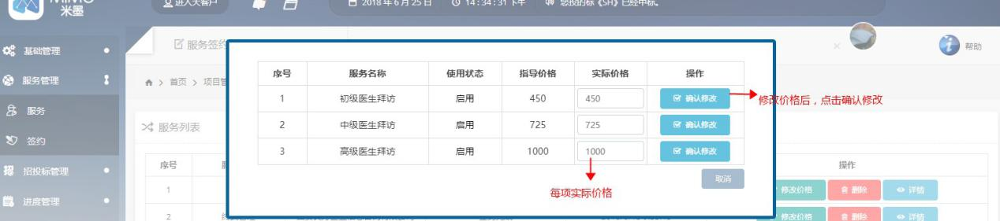 米墨
进入大客户
2018年6月25日
14:34:31 下午
您投的标《SH》已经中标。
基础管理
服务签约
帮助
服务管理
首页 > 项目管
服务
服务列表
签约
招投标管理
进度管理
序号 服务名称 使用状态 指导价格 实际价格 操作
1 初级医生拜访 启用 450 450 确认修改
2 中级医生拜访 启用 725 725 确认修改
3 高级医生拜访 启用 1000 1000 确认修改
取消
修改价格后，点击确认修改
每项实际价格
序号 操作
1 修改价格 删除 详情
2 修改价格 删除 详情